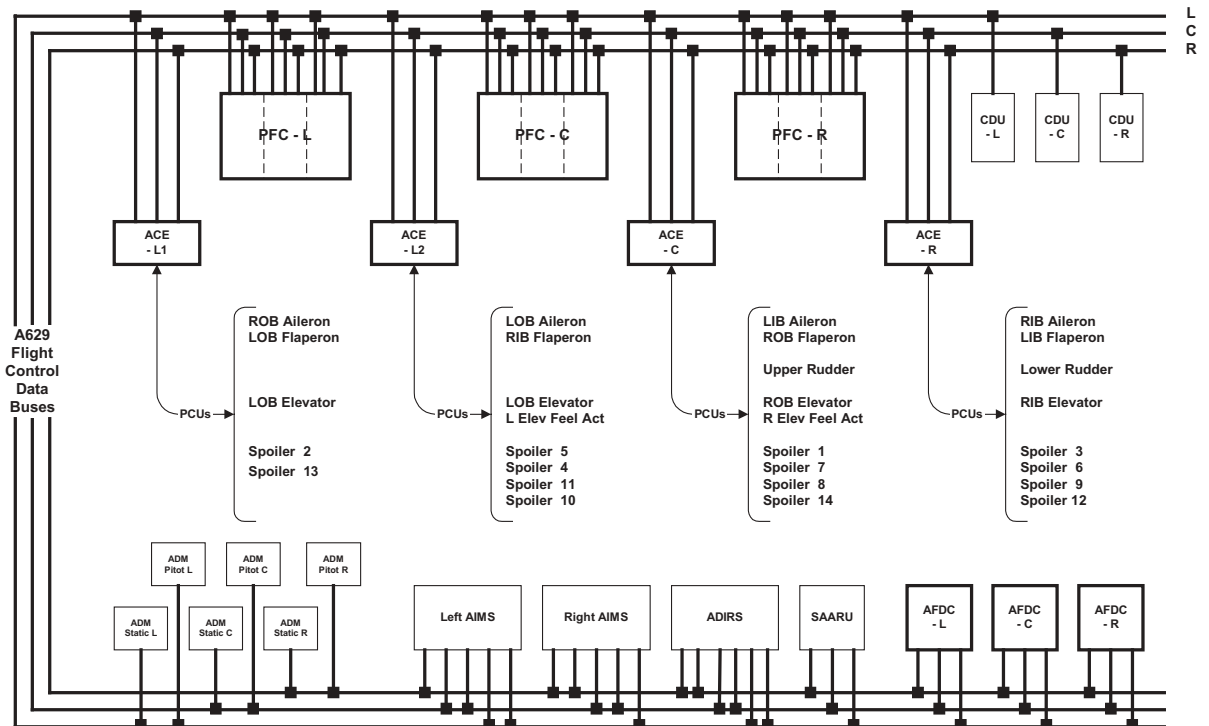 L
C
R
PFC - L
PFC - C
PFC - R
CDU
- L
CDU
- C
CDU
- R
ACE
- L1
ACE
- L2
ACE
- C
ACE
- R
A629
Flight
Control
Data
Buses
PCUs
ROB Aileron
LOB Flaperon
LOB Elevator
Spoiler 2
Spoiler 13
PCUs
LOB Aileron
RIB Flaperon
LOB Elevator
L Elev Feel Act
Spoiler 5
Spoiler 4
Spoiler 11
Spoiler 10
PCUs
LIB Aileron
ROB Flaperon
Upper Rudder
ROB Elevator
R Elev Feel Act
Spoiler 1
Spoiler 7
Spoiler 8
Spoiler 14
PCUs
RIB Aileron
LIB Flaperon
Lower Rudder
RIB Elevator
Spoiler 3
Spoiler 6
Spoiler 9
Spoiler 12
ADM
Pitot L
ADM
Pitot C
ADM
Pitot R
ADM
Static L
ADM
Static C
ADM
Static R
Left AIMS
Right AIMS
ADIRS
SAARU
AFDC
- L
AFDC
- C
AFDC
- R